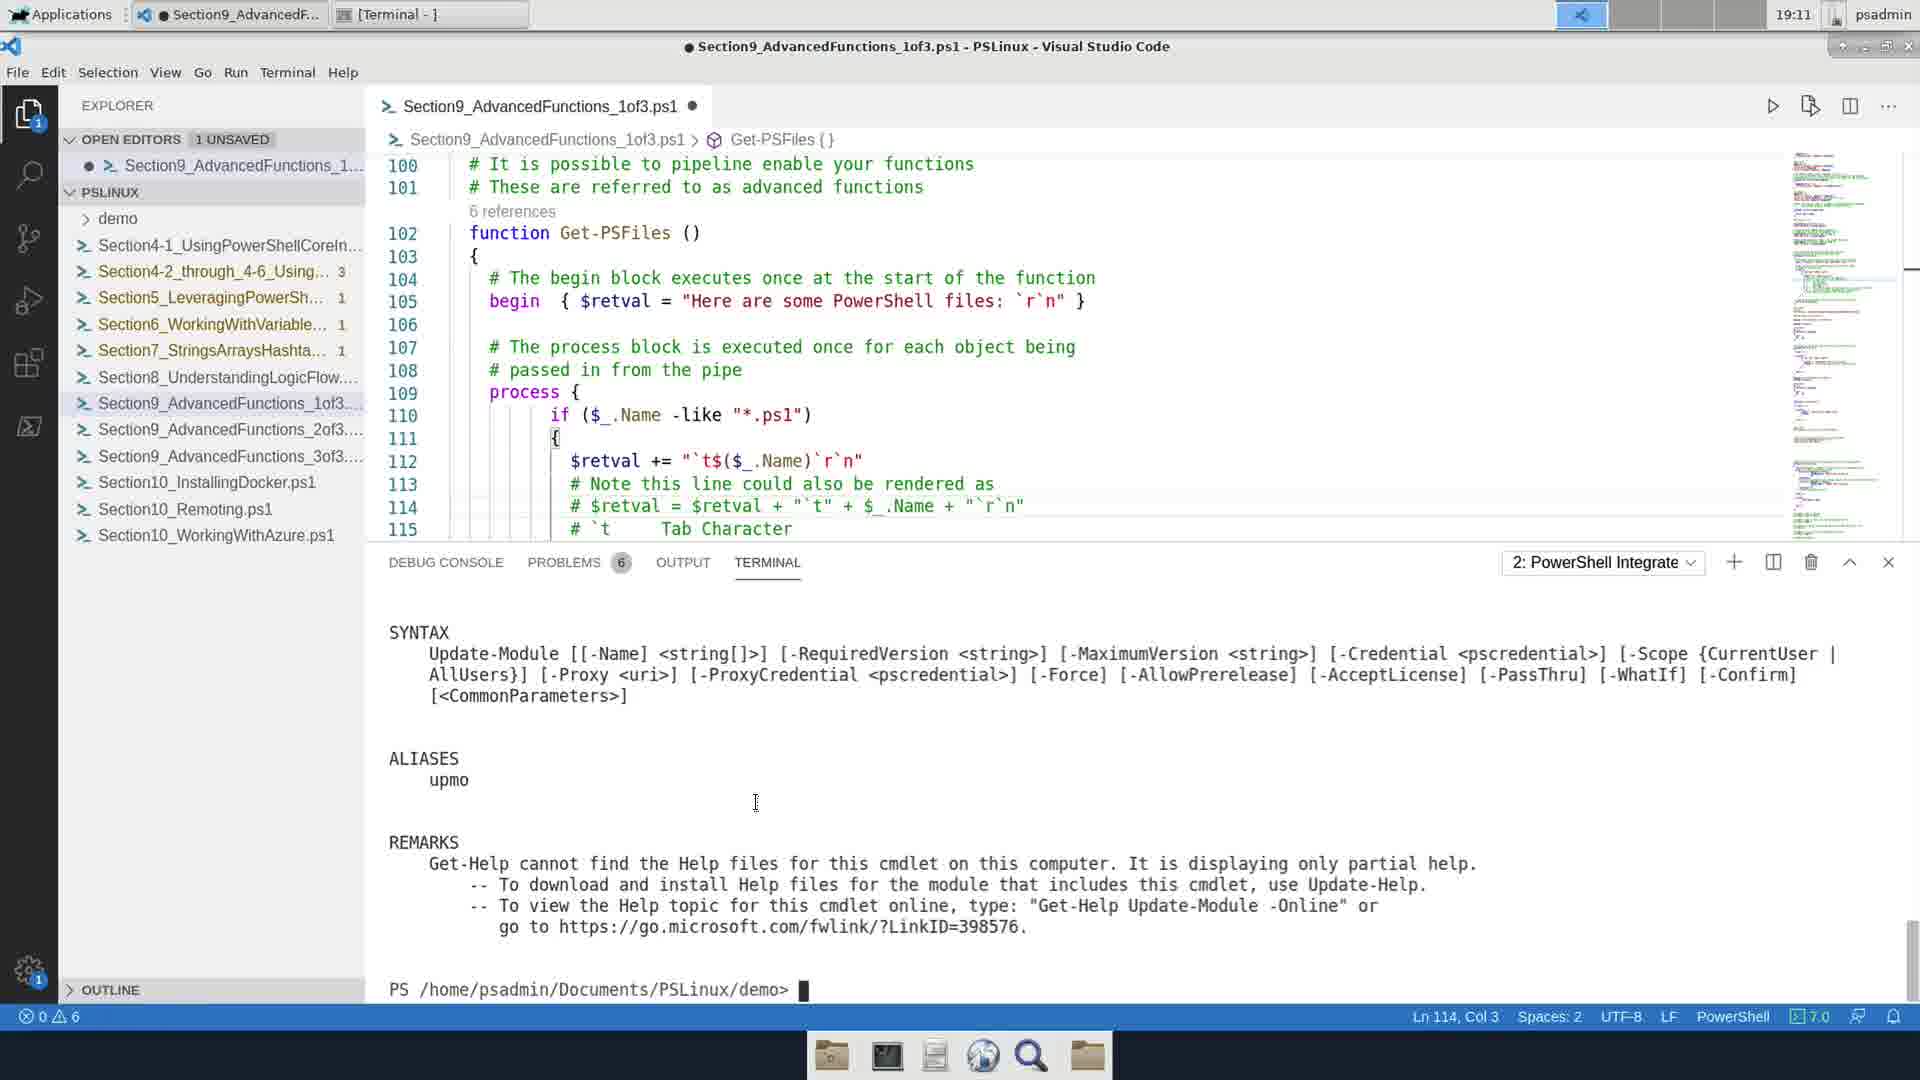 Applications
● Section9_AdvancedF...
[Terminal - ]
19:11
psadmin
● Section9_AdvancedFunctions_1of3.ps1 - PSLinux - Visual Studio Code
File Edit Selection View Go Run Terminal Help
EXPLORER
OPEN EDITORS 1 UNSAVED
Section9_AdvancedFunctions_1...
PSLINUX
demo
Section4-1_UsingPowerShellCoreIn...
Section4-2_through_4-6_Using... 3
Section5_LeveragingPowerSh... 1
Section6_WorkingWithVariable... 1
Section7_StringsArraysHashta... 1
Section8_UnderstandingLogicFlow....
Section9_AdvancedFunctions_1of3....
Section9_AdvancedFunctions_2of3....
Section9_AdvancedFunctions_3of3....
Section10_InstallingDocker.ps1
Section10_Remoting.ps1
Section10_WorkingWithAzure.ps1
OUTLINE
1
1
Section9_AdvancedFunctions_1of3.ps1 ●
Section9_AdvancedFunctions_1of3.ps1 > Get-PSFiles { }
100 # It is possible to pipeline enable your functions
101 # These are referred to as advanced functions
6 references
102 function Get-PSFiles ()
103 {
104 # The begin block executes once at the start of the function
105 begin { $retval = "Here are some PowerShell files: `r`n" }
106
107 # The process block is executed once for each object being
108 # passed in from the pipe
109 process {
110 if ($_.Name -like "*.ps1")
111 {
112 $retval += "`t$($_.Name)`r`n"
113 # Note this line could also be rendered as
114 # $retval = $retval + "`t" + $_.Name + "`r`n"
115 # `t Tab Character
DEBUG CONSOLE PROBLEMS 6 OUTPUT TERMINAL
2: PowerShell Integrate
SYNTAX
Update-Module [[-Name] <string[]>] [-RequiredVersion <string>] [-MaximumVersion <string>] [-Credential <pscredential>] [-Scope {CurrentUser |
AllUsers}] [-Proxy <uri>] [-ProxyCredential <pscredential>] [-Force] [-AllowPrerelease] [-AcceptLicense] [-PassThru] [-WhatIf] [-Confirm]
[<CommonParameters>]
ALIASES
upmo
REMARKS
Get-Help cannot find the Help files for this cmdlet on this computer. It is displaying only partial help.
-- To download and install Help files for the module that includes this cmdlet, use Update-Help.
-- To view the Help topic for this cmdlet online, type: "Get-Help Update-Module -Online" or
go to https://go.microsoft.com/fwlink/?LinkID=398576.
PS /home/psadmin/Documents/PSLinux/demo>
0 6
Ln 114, Col 3 Spaces: 2 UTF-8 LF PowerShell 7.0